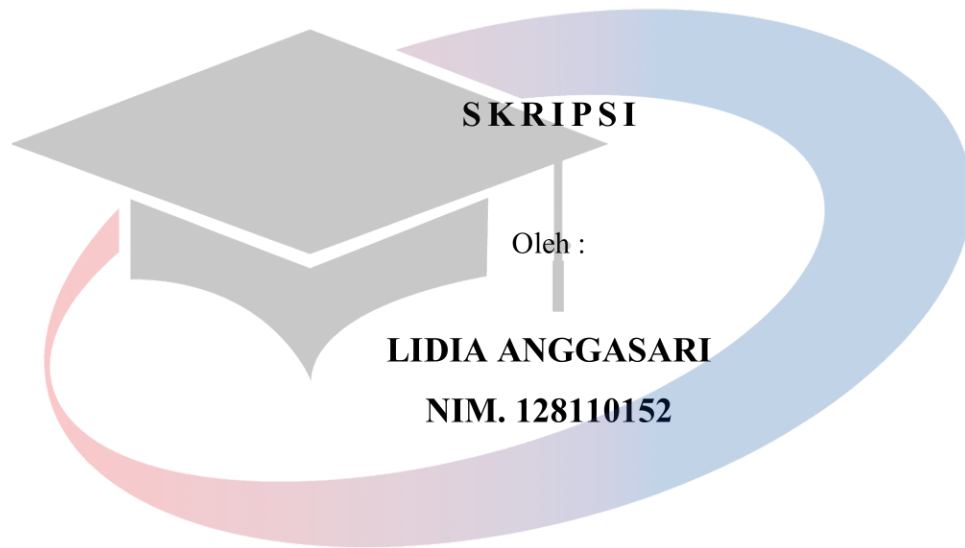 SKRIPSI
Oleh :
LIDIA ANGGASARI
NIM. 128110152